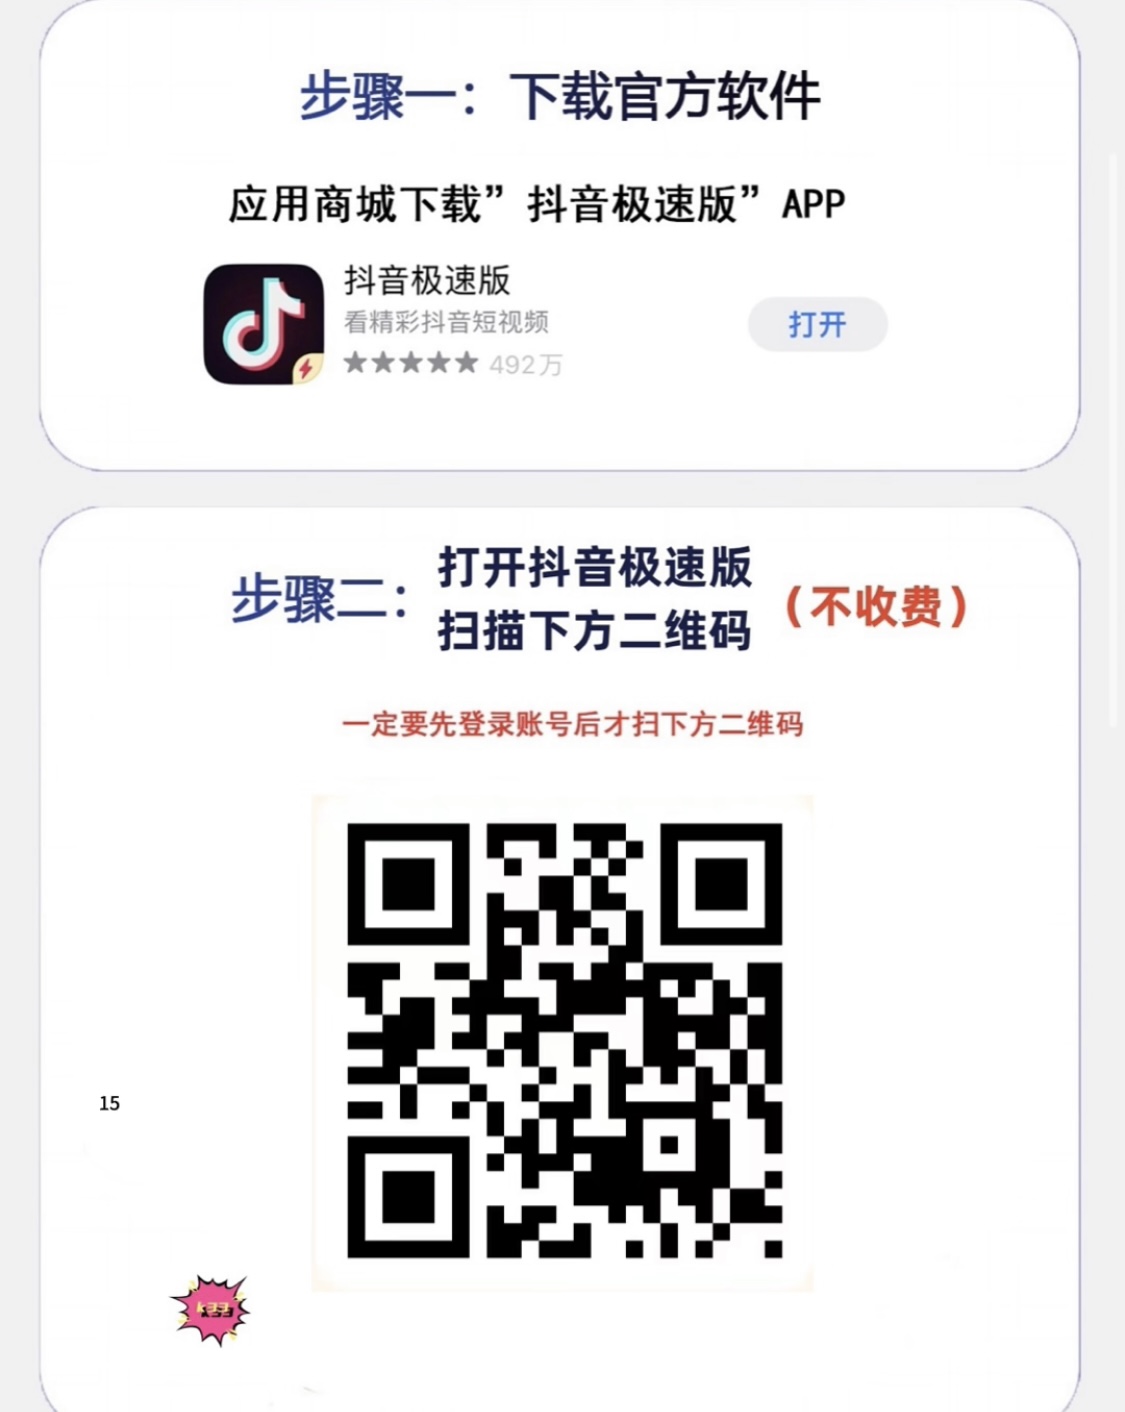 步骤一：下载官方软件
应用商城下载”抖音极速版”APP
抖音极速版
看精彩抖音短视频
492万
打开
步骤二：
打开抖音极速版
扫描下方二维码
（不收费）
一定要先登录账号后才扫下方二维码
15
k33